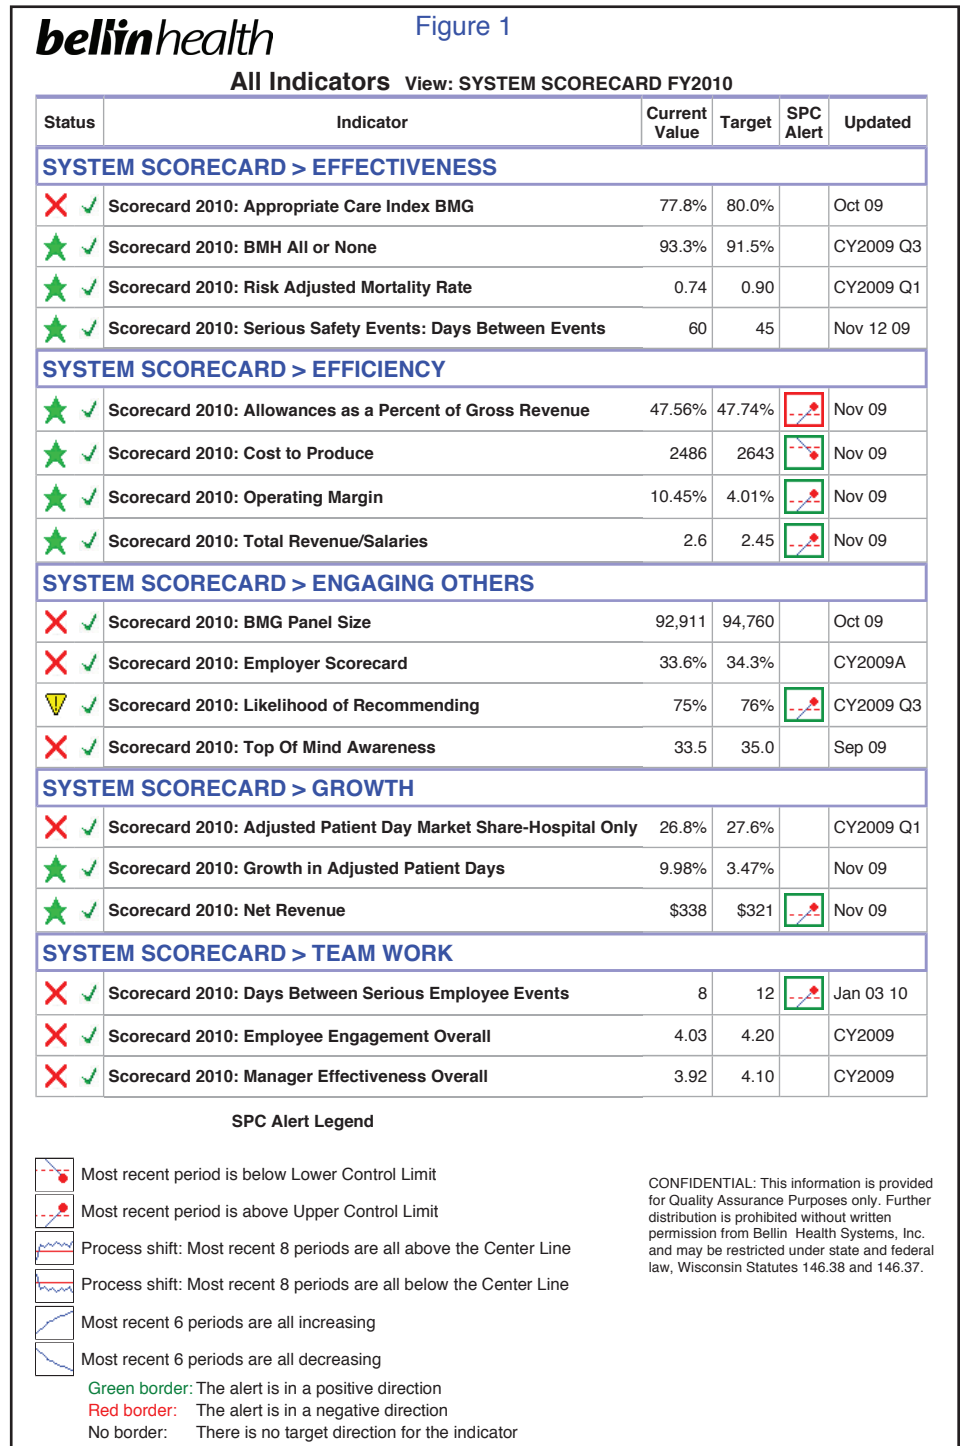 Figure 1
bellinhealth
All Indicators View: SYSTEM SCORECARD FY2010
Status Indicator Current Value Target SPC Alert Updated
SYSTEM SCORECARD > EFFECTIVENESS
Scorecard 2010: Appropriate Care Index BMG 77.8% 80.0% Oct 09
Scorecard 2010: BMH All or None 93.3% 91.5% CY2009 Q3
Scorecard 2010: Risk Adjusted Mortality Rate 0.74 0.90 CY2009 Q1
Scorecard 2010: Serious Safety Events: Days Between Events 60 45 Nov 12 09
SYSTEM SCORECARD > EFFICIENCY
Scorecard 2010: Allowances as a Percent of Gross Revenue 47.56% 47.74% Nov 09
Scorecard 2010: Cost to Produce 2486 2643 Nov 09
Scorecard 2010: Operating Margin 10.45% 4.01% Nov 09
Scorecard 2010: Total Revenue/Salaries 2.6 2.45 Nov 09
SYSTEM SCORECARD > ENGAGING OTHERS
Scorecard 2010: BMG Panel Size 92,911 94,760 Oct 09
Scorecard 2010: Employer Scorecard 33.6% 34.3% CY2009A
Scorecard 2010: Likelihood of Recommending 75% 76% CY2009 Q3
Scorecard 2010: Top Of Mind Awareness 33.5 35.0 Sep 09
SYSTEM SCORECARD > GROWTH
Scorecard 2010: Adjusted Patient Day Market Share-Hospital Only 26.8% 27.6% CY2009 Q1
Scorecard 2010: Growth in Adjusted Patient Days 9.98% 3.47% Nov 09
Scorecard 2010: Net Revenue $338 $321 Nov 09
SYSTEM SCORECARD > TEAM WORK
Scorecard 2010: Days Between Serious Employee Events 8 12 Jan 03 10
Scorecard 2010: Employee Engagement Overall 4.03 4.20 CY2009
Scorecard 2010: Manager Effectiveness Overall 3.92 4.10 CY2009
SPC Alert Legend
Most recent period is below Lower Control Limit
Most recent period is above Upper Control Limit
Process shift: Most recent 8 periods are all above the Center Line
Process shift: Most recent 8 periods are all below the Center Line
Most recent 6 periods are all increasing
Most recent 6 periods are all decreasing
Green border: The alert is in a positive direction
Red border: The alert is in a negative direction
No border: There is no target direction for the indicator
CONFIDENTIAL: This information is provided
for Quality Assurance Purposes only. Further
distribution is prohibited without written
permission from Bellin Health Systems, Inc.
and may be restricted under state and federal
law, Wisconsin Statutes 146.38 and 146.37.